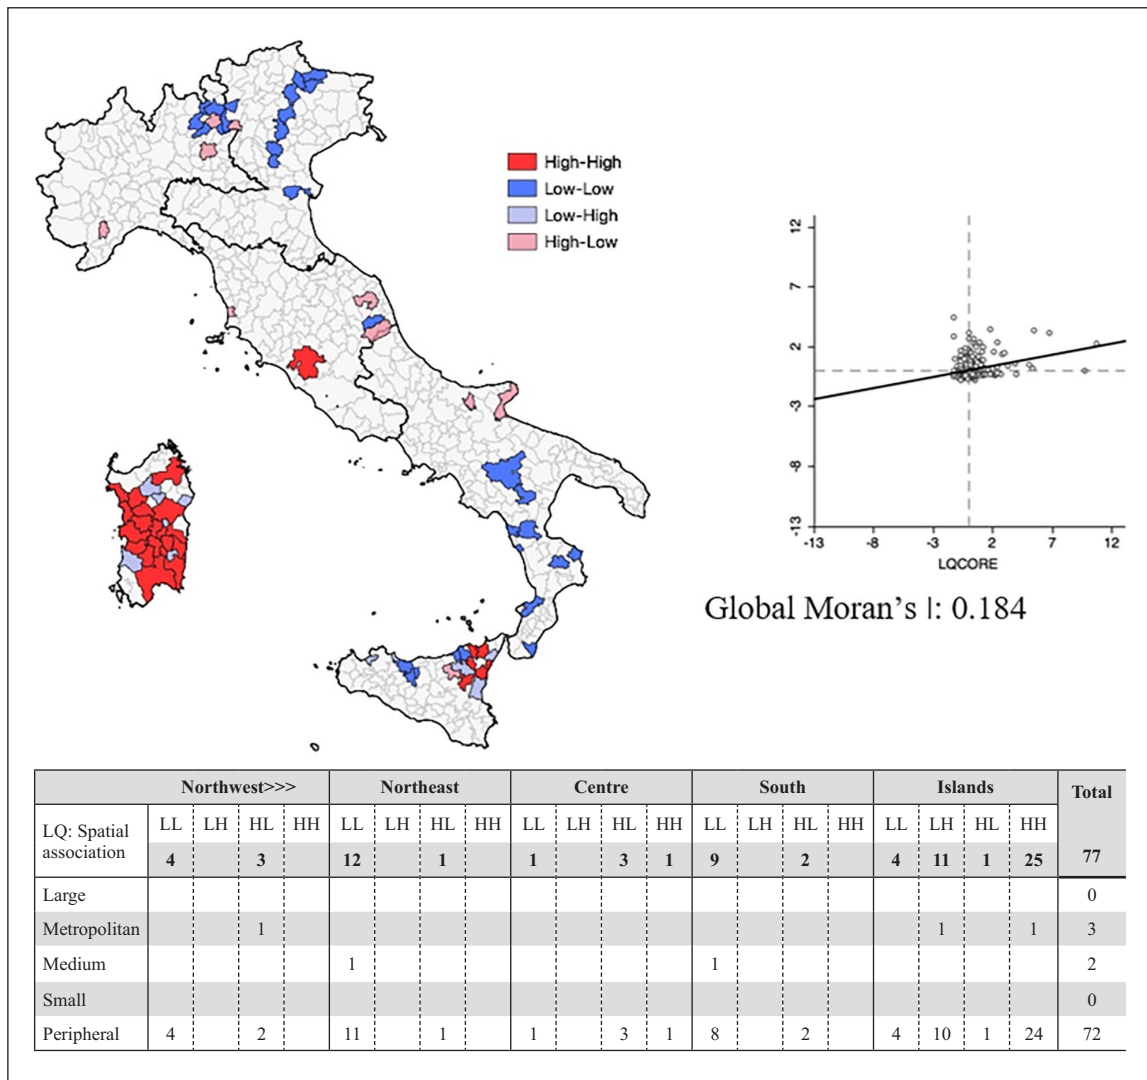 High-High
Low-Low
Low-High
High-Low
12
7
2
-3
-8
-13
-13 -8 -3 2 7 12
LQCORE
Global Moran's I: 0.184
Northwest>>> Northeast Centre South Islands Total
LQ: Spatial association LL LH HL HH LL LH HL HH LL LH HL HH LL LH HL HH LL LH HL HH
4 3 12 1 1 3 1 9 2 4 11 1 25 77
Large 0
Metropolitan 1 1 1 3
Medium 1 1 2
Small 0
Peripheral 4 2 11 1 1 3 1 8 2 4 10 1 24 72